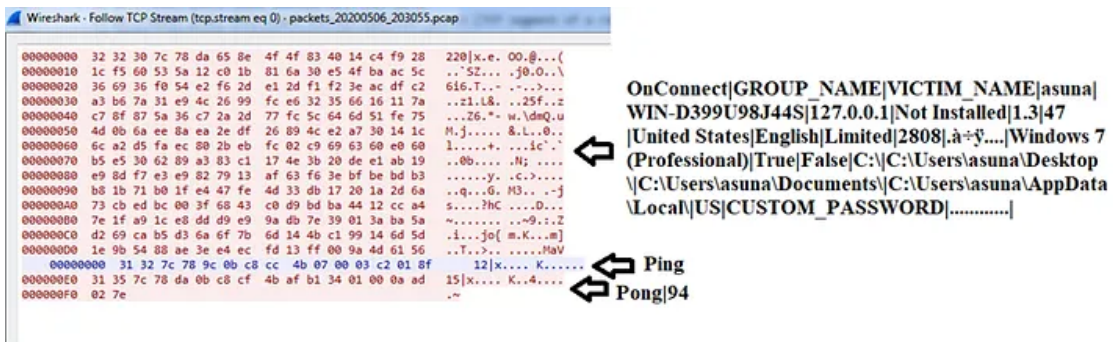 Wireshark - Follow TCP Stream (tcp.stream eq 0) - packets_20200506_203055.pcap
00000000 32 32 30 7c 78 da 65 8e 4f 4f 83 40 14 c4 f9 28 220|x.e. OO.@...(
00000010 1c f5 60 53 5a 12 c0 1b 81 6a 30 e5 4f ba ac 5c ..`SZ... .j0.O..\
00000020 36 69 36 f0 54 e2 f6 2d e1 2d f1 f2 3e ac df c2 6i6.T..- .-..>...
00000030 a3 b6 7a 31 e9 4c 26 99 fc e6 32 35 66 16 11 7a ..z1.L&. ..25f..z
00000040 c7 8f 87 5a 36 c7 2a 2d 77 fc 5c 64 6d 51 fe 75 ...Z6.*- w.\dmQ.u
00000050 4d 0b 6a ee 8a ea 2e df 26 89 4c e2 a7 30 14 1c M.j..... &.L..0..
00000060 6c a2 d5 fa ec 80 2b eb fc 02 c9 69 63 60 e0 60 l.....+. ...ic`.`
00000070 b5 e5 30 62 89 a3 83 c1 17 4e 3b 20 de e1 ab 19 ..0b.... .N; ....
00000080 e9 8d f7 e3 e9 82 79 13 af 63 f6 3e bf be bd b3 ......y. .c.>....
00000090 b8 1b 71 b0 1f e4 47 fe 4d 33 db 17 20 1a 2d 6a ..q...G. M3.. .-j
000000A0 73 cb ed bc 00 3f 68 43 c0 d9 bd ba 44 12 cc a4 s....?hC ....D...
000000B0 7e 1f a9 1c e8 dd d9 e9 9a db 7e 39 01 3a ba 5a ~....... ..~9.:.Z
000000C0 d2 69 ca b5 d3 6a 6f 7b 6d 14 4b c1 99 14 6d 5d .i...jo{ m.K...m]
000000D0 1e 9b 54 88 ae 3e e4 ec fd 13 ff 00 9a 4d 61 56 ..T..>.. .....MaV
00000000 31 32 7c 78 9c 0b c8 cc 4b 07 00 03 c2 01 8f 12|x.... K......
000000E0 31 35 7c 78 da 0b c8 cf 4b af b1 34 01 00 0a ad 15|x.... K..4....
000000F0 02 7e .~
OnConnect|GROUP_NAME|VICTIM_NAME|asuna|
WIN-D399U98J44S|127.0.0.1|Not Installed|1.3|47
|United States|English|Limited|2808|.à÷ÿ....|Windows 7
(Professional)|True|False|C:\|C:\Users\asuna\Desktop
\|C:\Users\asuna\Documents\|C:\Users\asuna\AppData
\Local\|US|CUSTOM_PASSWORD|............|
Ping
Pong|94